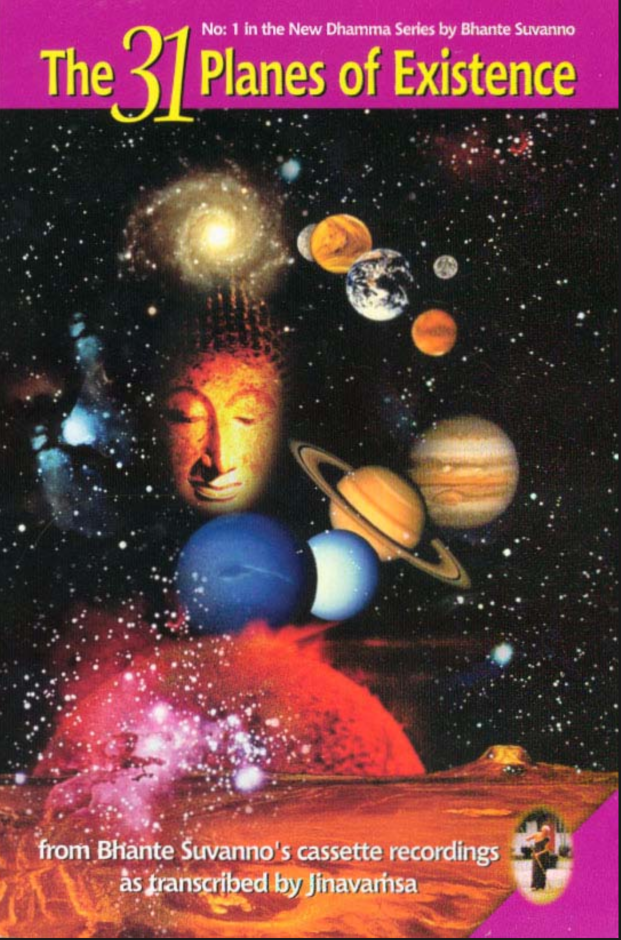 No: 1 in the New Dhamma Series by Bhante Suvanno
The 31 Planes of Existence
from Bhante Suvanno's cassette recordings
as transcribed by Jinavaṁsa